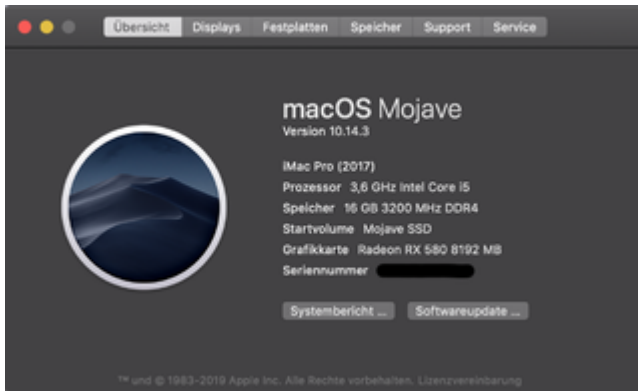 Übersicht Displays Festplatten Speicher Support Service
macOS Mojave
Version 10.14.3
iMac Pro (2017)
Prozessor 3,6 GHz Intel Core i5
Speicher 16 GB 3200 MHz DDR4
Startvolume Mojave SSD
Grafikkarte Radeon RX 580 8192 MB
Seriennummer
Systembericht ... Softwareupdate ...
™ und © 1983-2019 Apple Inc. Alle Rechte vorbehalten. Lizenzvereinbarung